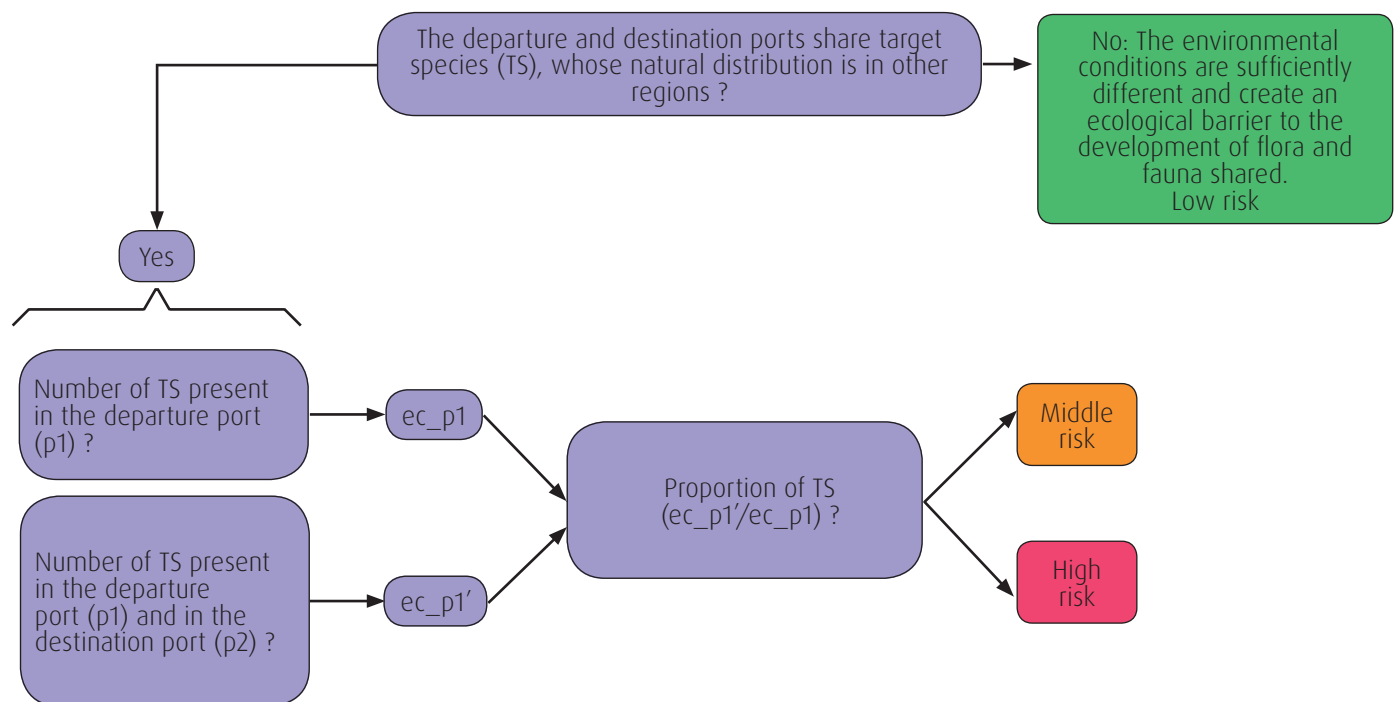 The departure and destination ports share target
species (TS), whose natural distribution is in other
regions ?
No: The environmental
conditions are sufficiently
different and create an
ecological barrier to the
development of flora and
fauna shared.
Low risk
Yes
Number of TS present
in the departure port
(p1) ?
ec_p1
Number of TS present
in the departure
port (p1) and in the
destination port (p2) ?
ec_p1′
Proportion of TS
(ec_p1′/ec_p1) ?
Middle
risk
High
risk